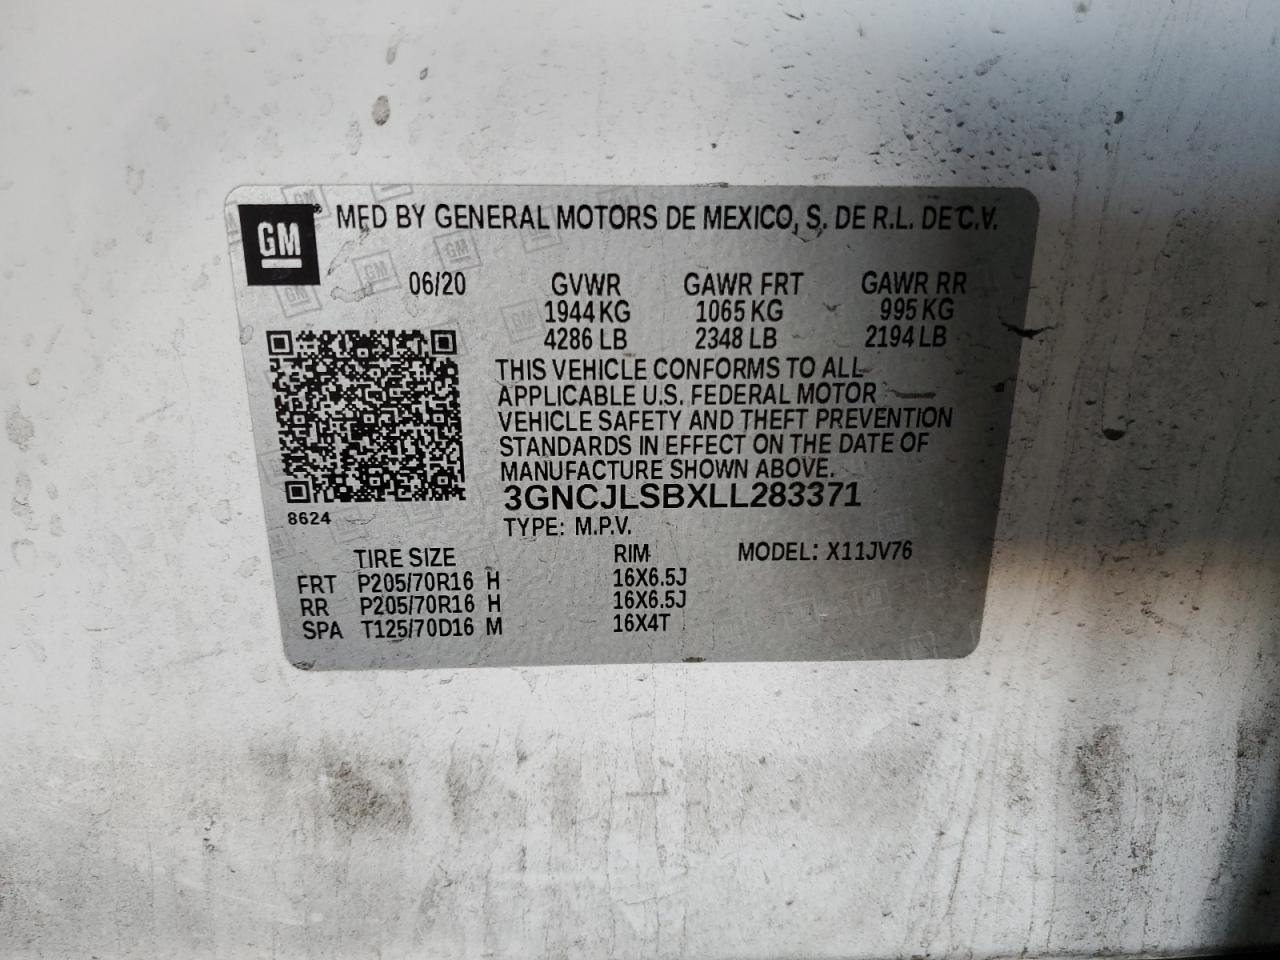 GM® MFD BY GENERAL MOTORS DE MEXICO, S. DE R.L. DE C.V.
06/20 GVWR GAWR FRT GAWR RR
1944 KG 1065 KG 995 KG
4286 LB 2348 LB 2194 LB
THIS VEHICLE CONFORMS TO ALL
APPLICABLE U.S. FEDERAL MOTOR
VEHICLE SAFETY AND THEFT PREVENTION
STANDARDS IN EFFECT ON THE DATE OF
MANUFACTURE SHOWN ABOVE.
3GNCJLSBXLL283371
8624
TYPE: M.P.V.
TIRE SIZE RIM MODEL: X11JV76
FRT P205/70R16 H 16X6.5J
RR P205/70R16 H 16X6.5J
SPA T125/70D16 M 16X4T